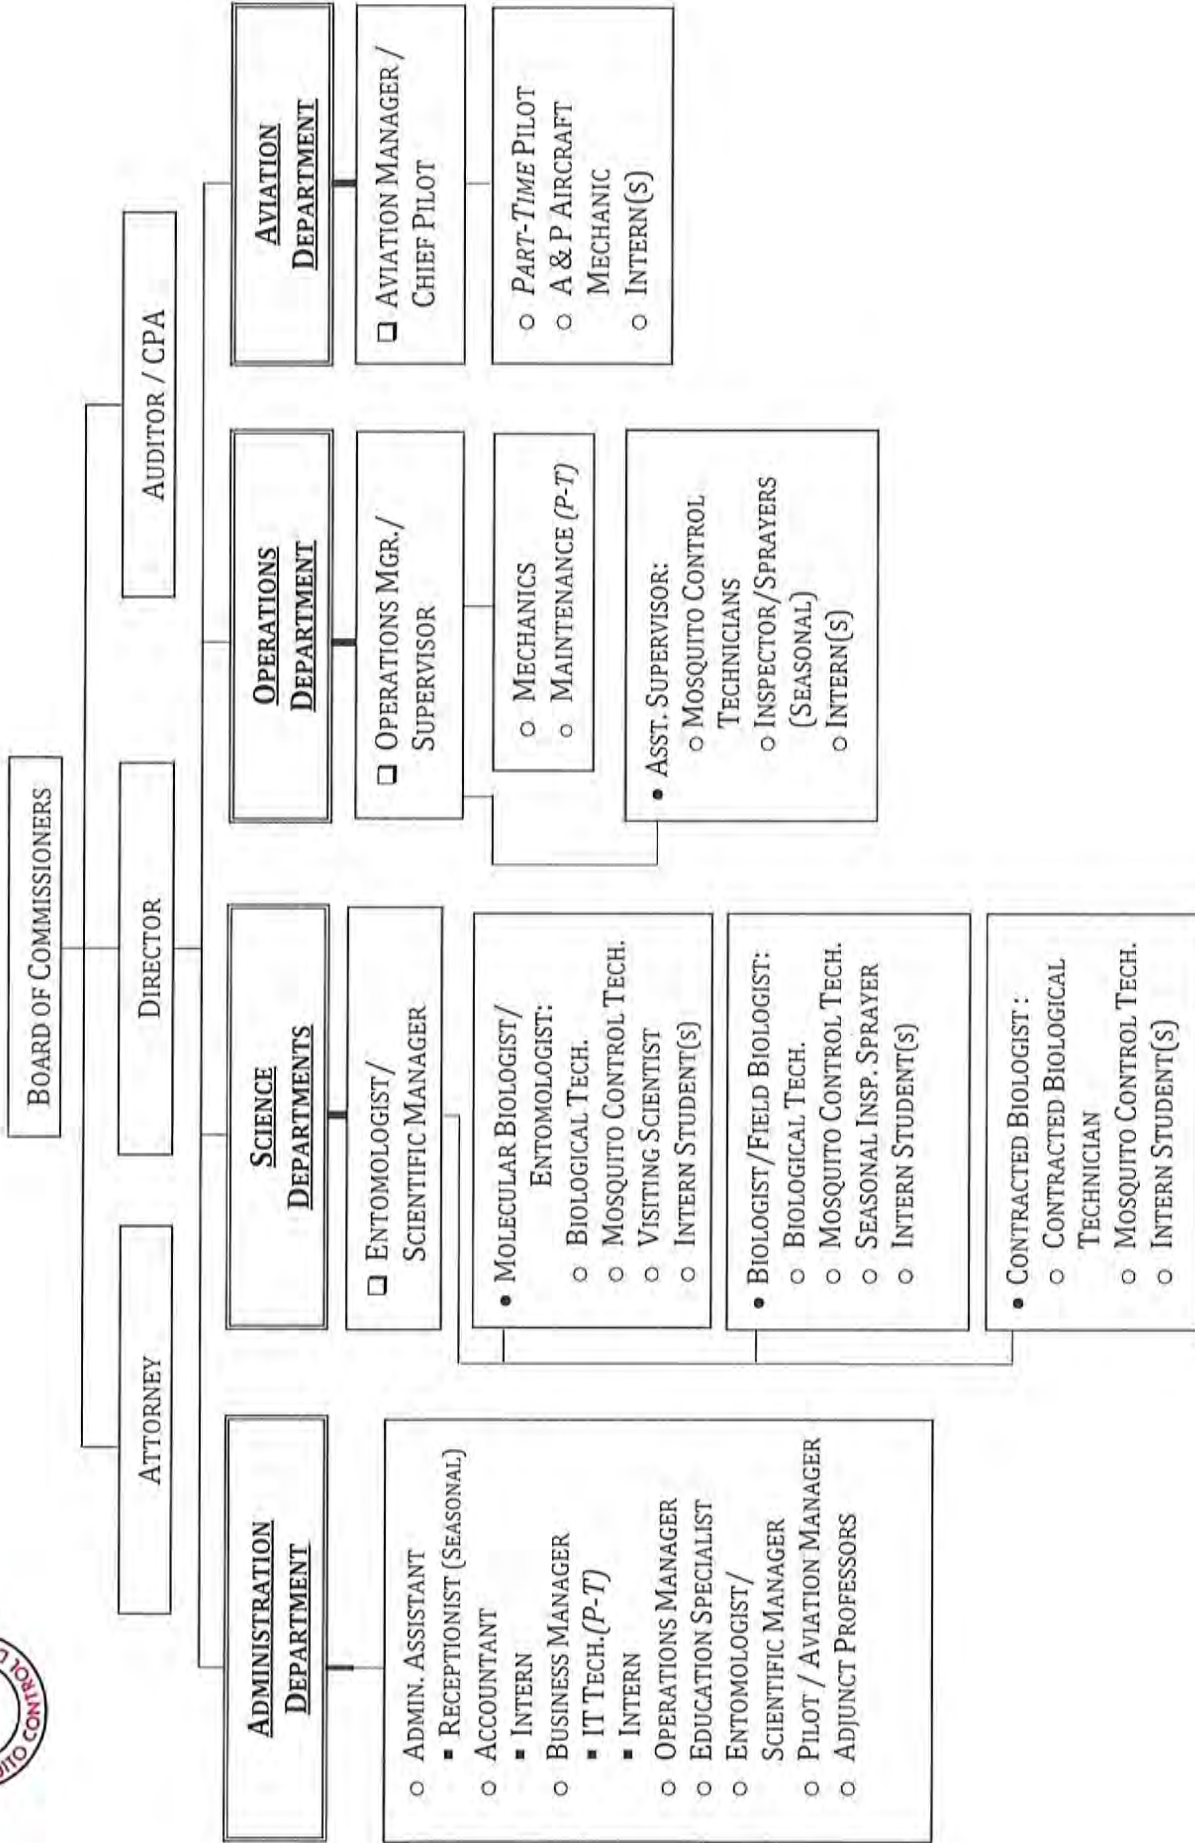 BOARD OF COMMISSIONERS
ATTORNEY
DIRECTOR
AUDITOR / CPA
ADMINISTRATION
DEPARTMENT
○ ADMIN. ASSISTANT
▪ RECEPTIONIST (SEASONAL)
○ ACCOUNTANT
▪ INTERN
○ BUSINESS MANAGER
▪ IT TECH.(P-T)
▪ INTERN
○ OPERATIONS MANAGER
○ EDUCATION SPECIALIST
○ ENTOMOLOGIST/
SCIENTIFIC MANAGER
○ PILOT / AVIATION MANAGER
○ ADJUNCT PROFESSORS
SCIENCE
DEPARTMENTS
❑ ENTOMOLOGIST/
SCIENTIFIC MANAGER
• MOLECULAR BIOLOGIST/
ENTOMOLOGIST:
○ BIOLOGICAL TECH.
○ MOSQUITO CONTROL TECH.
○ VISITING SCIENTIST
○ INTERN STUDENT(S)
• BIOLOGIST/FIELD BIOLOGIST:
○ BIOLOGICAL TECH.
○ MOSQUITO CONTROL TECH.
○ SEASONAL INSP. SPRAYER
○ INTERN STUDENT(S)
• CONTRACTED BIOLOGIST :
○ CONTRACTED BIOLOGICAL
TECHNICIAN
○ MOSQUITO CONTROL TECH.
○ INTERN STUDENT(S)
OPERATIONS
DEPARTMENT
❑ OPERATIONS MGR./
SUPERVISOR
○ MECHANICS
○ MAINTENANCE (P-T)
• ASST. SUPERVISOR:
○ MOSQUITO CONTROL
TECHNICIANS
○ INSPECTOR/SPRAYERS
(SEASONAL)
○ INTERN(S)
AVIATION
DEPARTMENT
❑ AVIATION MANAGER /
CHIEF PILOT
○ PART-TIME PILOT
○ A & P AIRCRAFT
MECHANIC
○ INTERN(S)
CONTROL